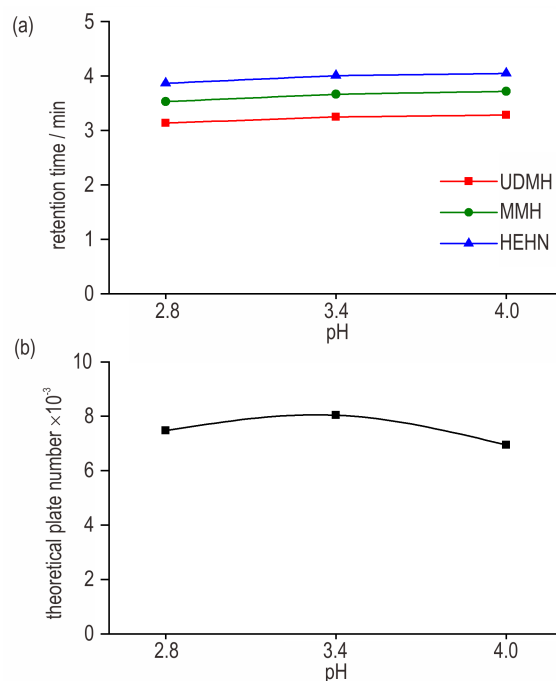 (a)
5
4
3
2
1
0
retention time / min
UDMH
MMH
HEHN
2.8 3.4 4.0
pH
(b)
10
8
6
4
2
0
theoretical plate number ×10⁻³
2.8 3.4 4.0
pH